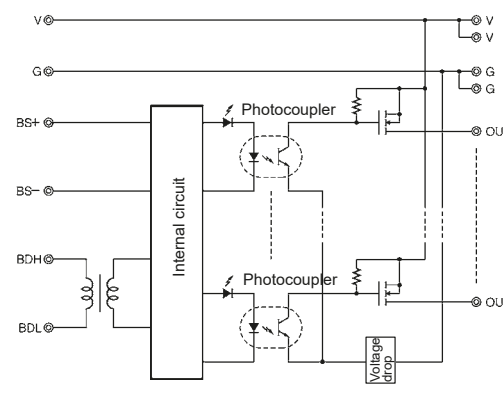 V
V
V
G
G
G
BS+
Photocoupler
OU
BS−
Internal circuit
BDH
Photocoupler
OU
BDL
Voltage
drop